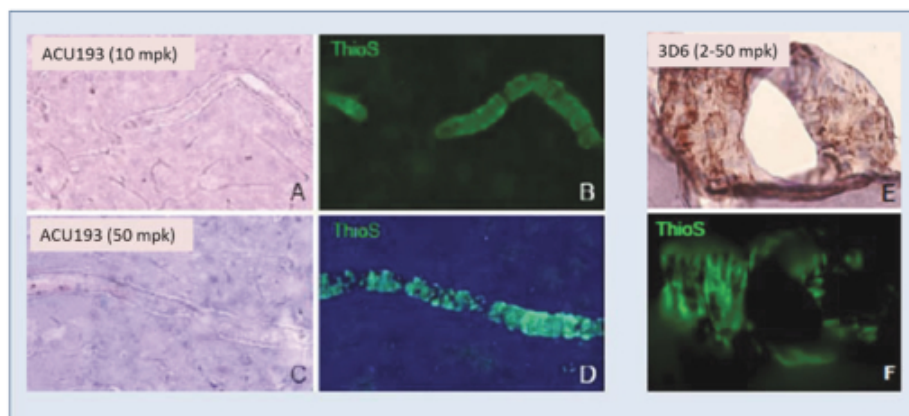 ACU193 (10 mpk)
ThioS
3D6 (2-50 mpk)
A
B
E
ACU193 (50 mpk)
ThioS
ThioS
C
D
F